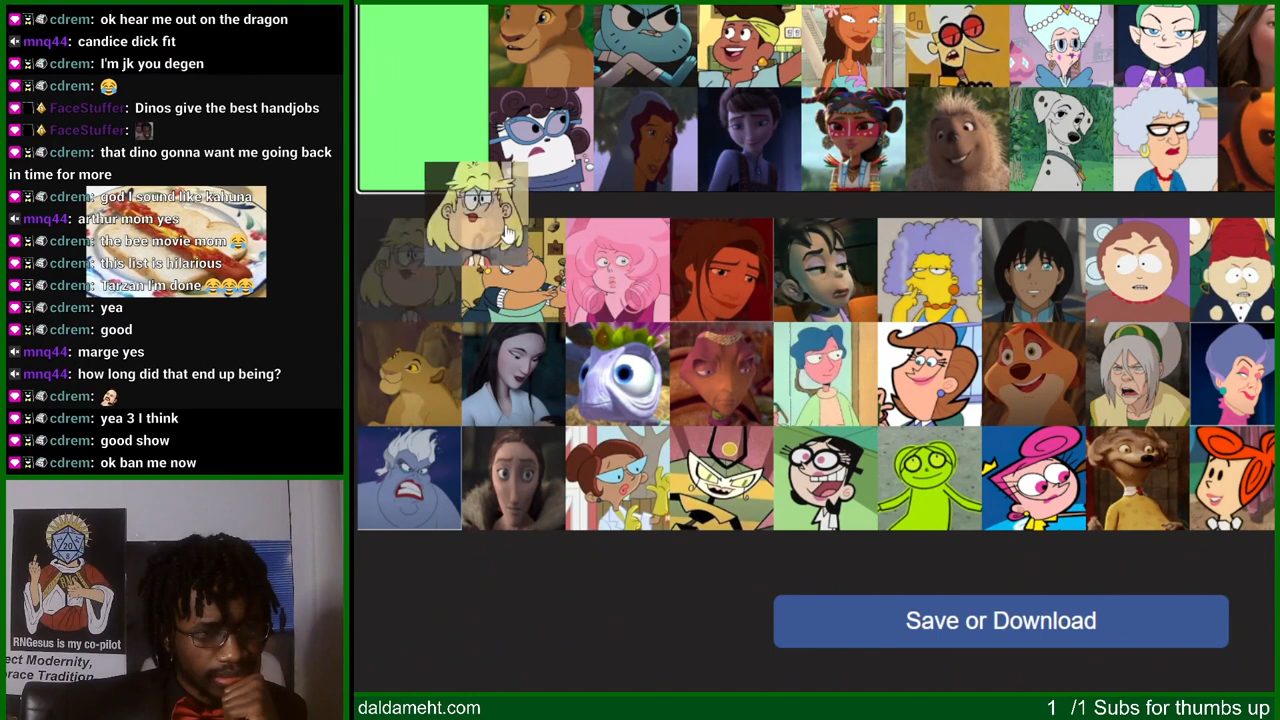 cdrem: ok hear me out on the dragon
mnq44: candice dick fit
cdrem: I'm jk you degen
cdrem:
FaceStuffer: Dinos give the best handjobs
FaceStuffer:
cdrem: that dino gonna want me going back
in time for more
cdrem: god I sound like kahuna
mnq44: arthur mom yes
cdrem: the bee movie mom
cdrem: this list is hilarious
cdrem: Tarzan I'm done
cdrem: yea
cdrem: good
mnq44: marge yes
mnq44: how long did that end up being?
cdrem:
cdrem: yea 3 I think
cdrem: good show
cdrem: ok ban me now
20
RNGesus is my co-pilot
ect Modernity,
brace Tradition
Save or Download
daldameht.com
1 /1 Subs for thumbs up